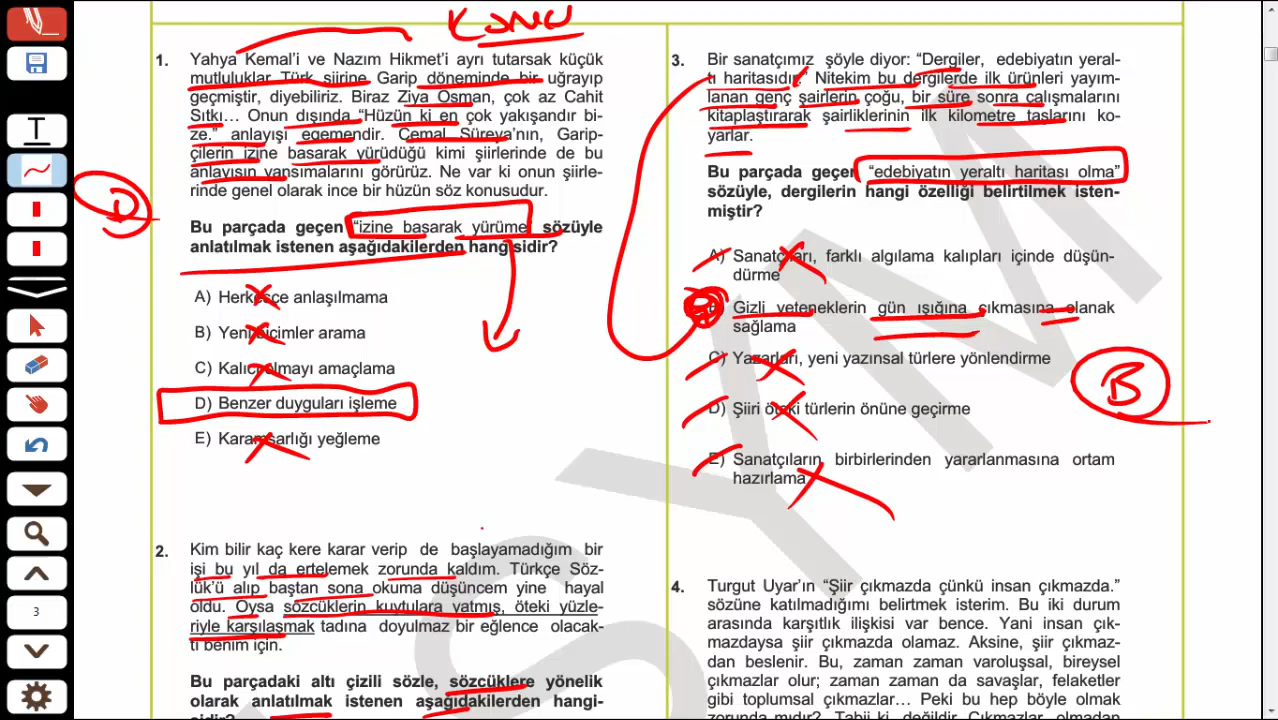 KONU
1. Yahya Kemal'i ve Nazım Hikmet'i ayrı tutarsak küçük
mutluluklar Türk şiirine Garip döneminde bir uğrayıp
geçmiştir, diyebiliriz. Biraz Ziya Osman, çok az Cahit
Sıtkı... Onun dışında “Hüzün ki en çok yakışandır bi-
ze.” anlayışı egemendir. Cemal Süreya'nın, Garip-
çilerin izine basarak yürüdüğü kimi şiirlerinde de bu
anlayışın yansımalarını görürüz. Ne var ki onun şiirle-
rinde genel olarak ince bir hüzün söz konusudur.
Bu parçada geçen “izine basarak yürüme” sözüyle
anlatılmak istenen aşağıdakilerden hangisidir?
A) Herkesçe anlaşılmama
B) Yeni biçimler arama
C) Kalıcı olmayı amaçlama
D) Benzer duyguları işleme
E) Karamsarlığı yeğleme
D
2. Kim bilir kaç kere karar verip de başlayamadığım bir
işi bu yıl da ertelemek zorunda kaldım. Türkçe Söz-
lük'ü alıp baştan sona okuma düşüncem yine hayal
oldu. Oysa sözcüklerin kuytulara yatmış, öteki yüzle-
riyle karşılaşmak tadına doyulmaz bir eğlence olacak-
tı benim için.
Bu parçadaki altı çizili sözle, sözcüklere yönelik
olarak anlatılmak istenen aşağıdakilerden hangi-
sidir?
3. Bir sanatçımız şöyle diyor: “Dergiler, edebiyatın yeral-
tı haritasıdır.” Nitekim bu dergilerde ilk ürünleri yayım-
lanan genç şairlerin çoğu, bir süre sonra çalışmalarını
kitaplaştırarak şairliklerinin ilk kilometre taşlarını ko-
yarlar.
Bu parçada geçen “edebiyatın yeraltı haritası olma”
sözüyle, dergilerin hangi özelliği belirtilmek isten-
miştir?
A) Sanatçıları, farklı algılama kalıpları içinde düşün-
dürme
Gizli yeteneklerin gün ışığına çıkmasına olanak
sağlama
C) Yazarları, yeni yazınsal türlere yönlendirme
D) Şiiri öteki türlerin önüne geçirme
E) Sanatçıların birbirlerinden yararlanmasına ortam
hazırlama
B
4. Turgut Uyar'ın “Şiir çıkmazda çünkü insan çıkmazda.”
sözüne katılmadığımı belirtmek isterim. Bu iki durum
arasında karşıtlık ilişkisi var bence. Yani insan çık-
mazdaysa şiir çıkmazda olamaz. Aksine, şiir çıkmaz-
dan beslenir. Bu, zaman zaman varoluşsal, bireysel
çıkmazlar olur; zaman zaman da savaşlar, felaketler
gibi toplumsal çıkmazlar... Peki bu hep böyle olmak
zorunda mıdır? Tabii ki değildir. Çıkmazlar olmadan
T
3